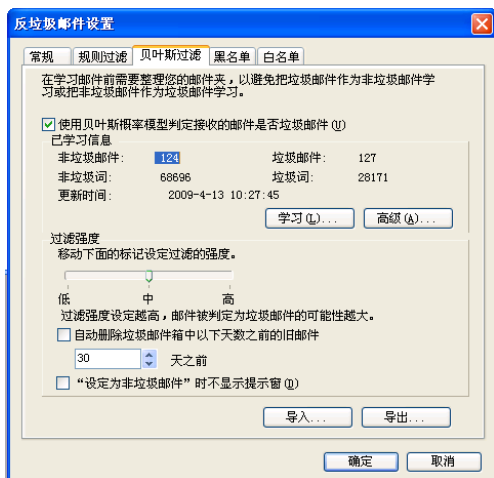 反垃圾邮件设置
常规 规则过滤 贝叶斯过滤 黑名单 白名单
在学习邮件前需要整理您的邮件夹，以避免把垃圾邮件作为非垃圾邮件学
习或把非垃圾邮件作为垃圾邮件学习。
使用贝叶斯概率模型判定接收的邮件是否垃圾邮件(U)
已学习信息
非垃圾邮件: 124 垃圾邮件: 127
非垃圾词: 68696 垃圾词: 28171
更新时间: 2009-4-13 10:27:45
学习(L)... 高级(A)...
过滤强度
移动下面的标记设定过滤的强度。
低 中 高
过滤强度设定越高，邮件被判定为垃圾邮件的可能性越大。
自动删除垃圾邮件箱中以下天数之前的旧邮件
30 天之前
“设定为非垃圾邮件”时不显示提示窗(D)
导入... 导出...
确定 取消